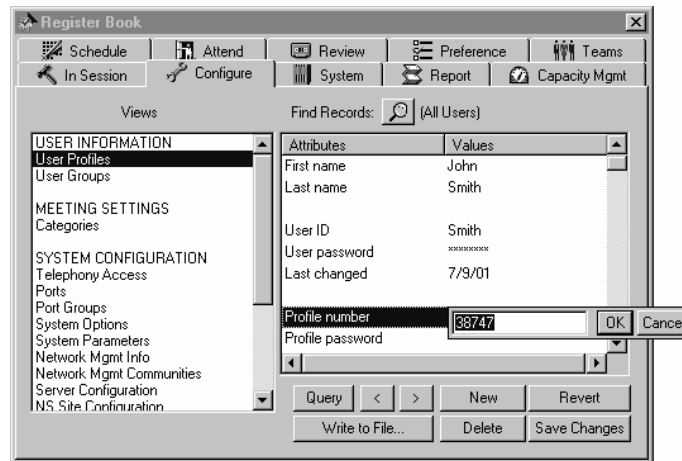 Register Book
Schedule Attend Review Preference Teams
In Session Configure System Report Capacity Mgmt
Views
Find Records: (All Users)
USER INFORMATION
User Profiles
User Groups
MEETING SETTINGS
Categories
SYSTEM CONFIGURATION
Telephony Access
Ports
Port Groups
System Options
System Parameters
Network Mgmt Info
Network Mgmt Communities
Server Configuration
NS Site Configuration
Attributes Values
First name John
Last name Smith
User ID Smith
User password ********
Last changed 7/9/01
Profile number 38747 OK Cance
Profile password
Query < > New Revert
Write to File... Delete Save Changes